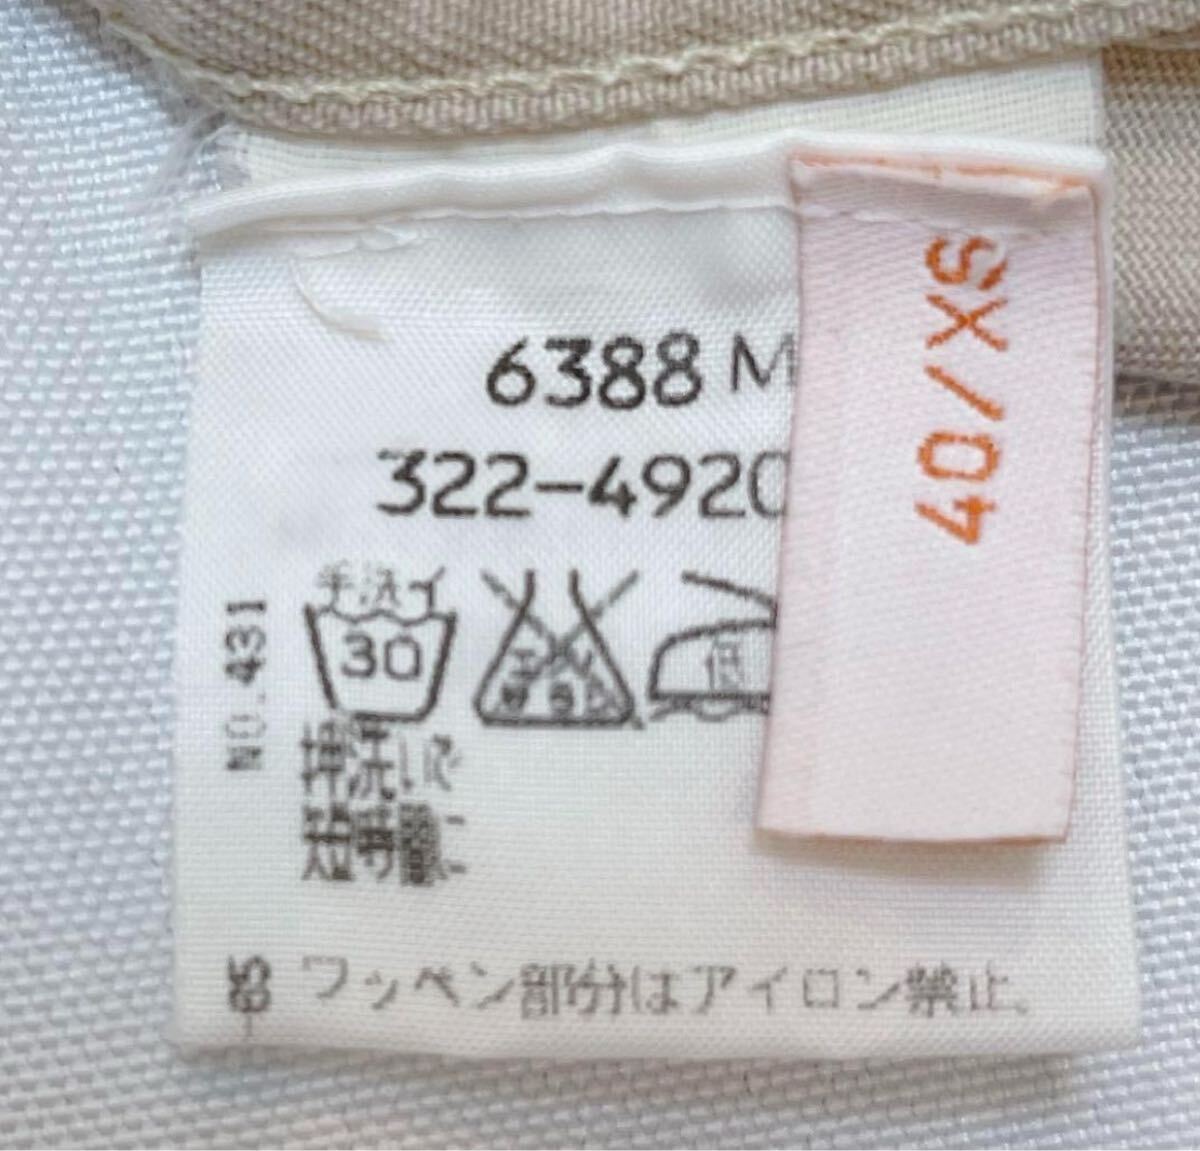 6388 M
322-4920
手洗イ
30
低
押洗いで
短時間に
NO.431
ワッペン部分はアイロン禁止。
40/XS